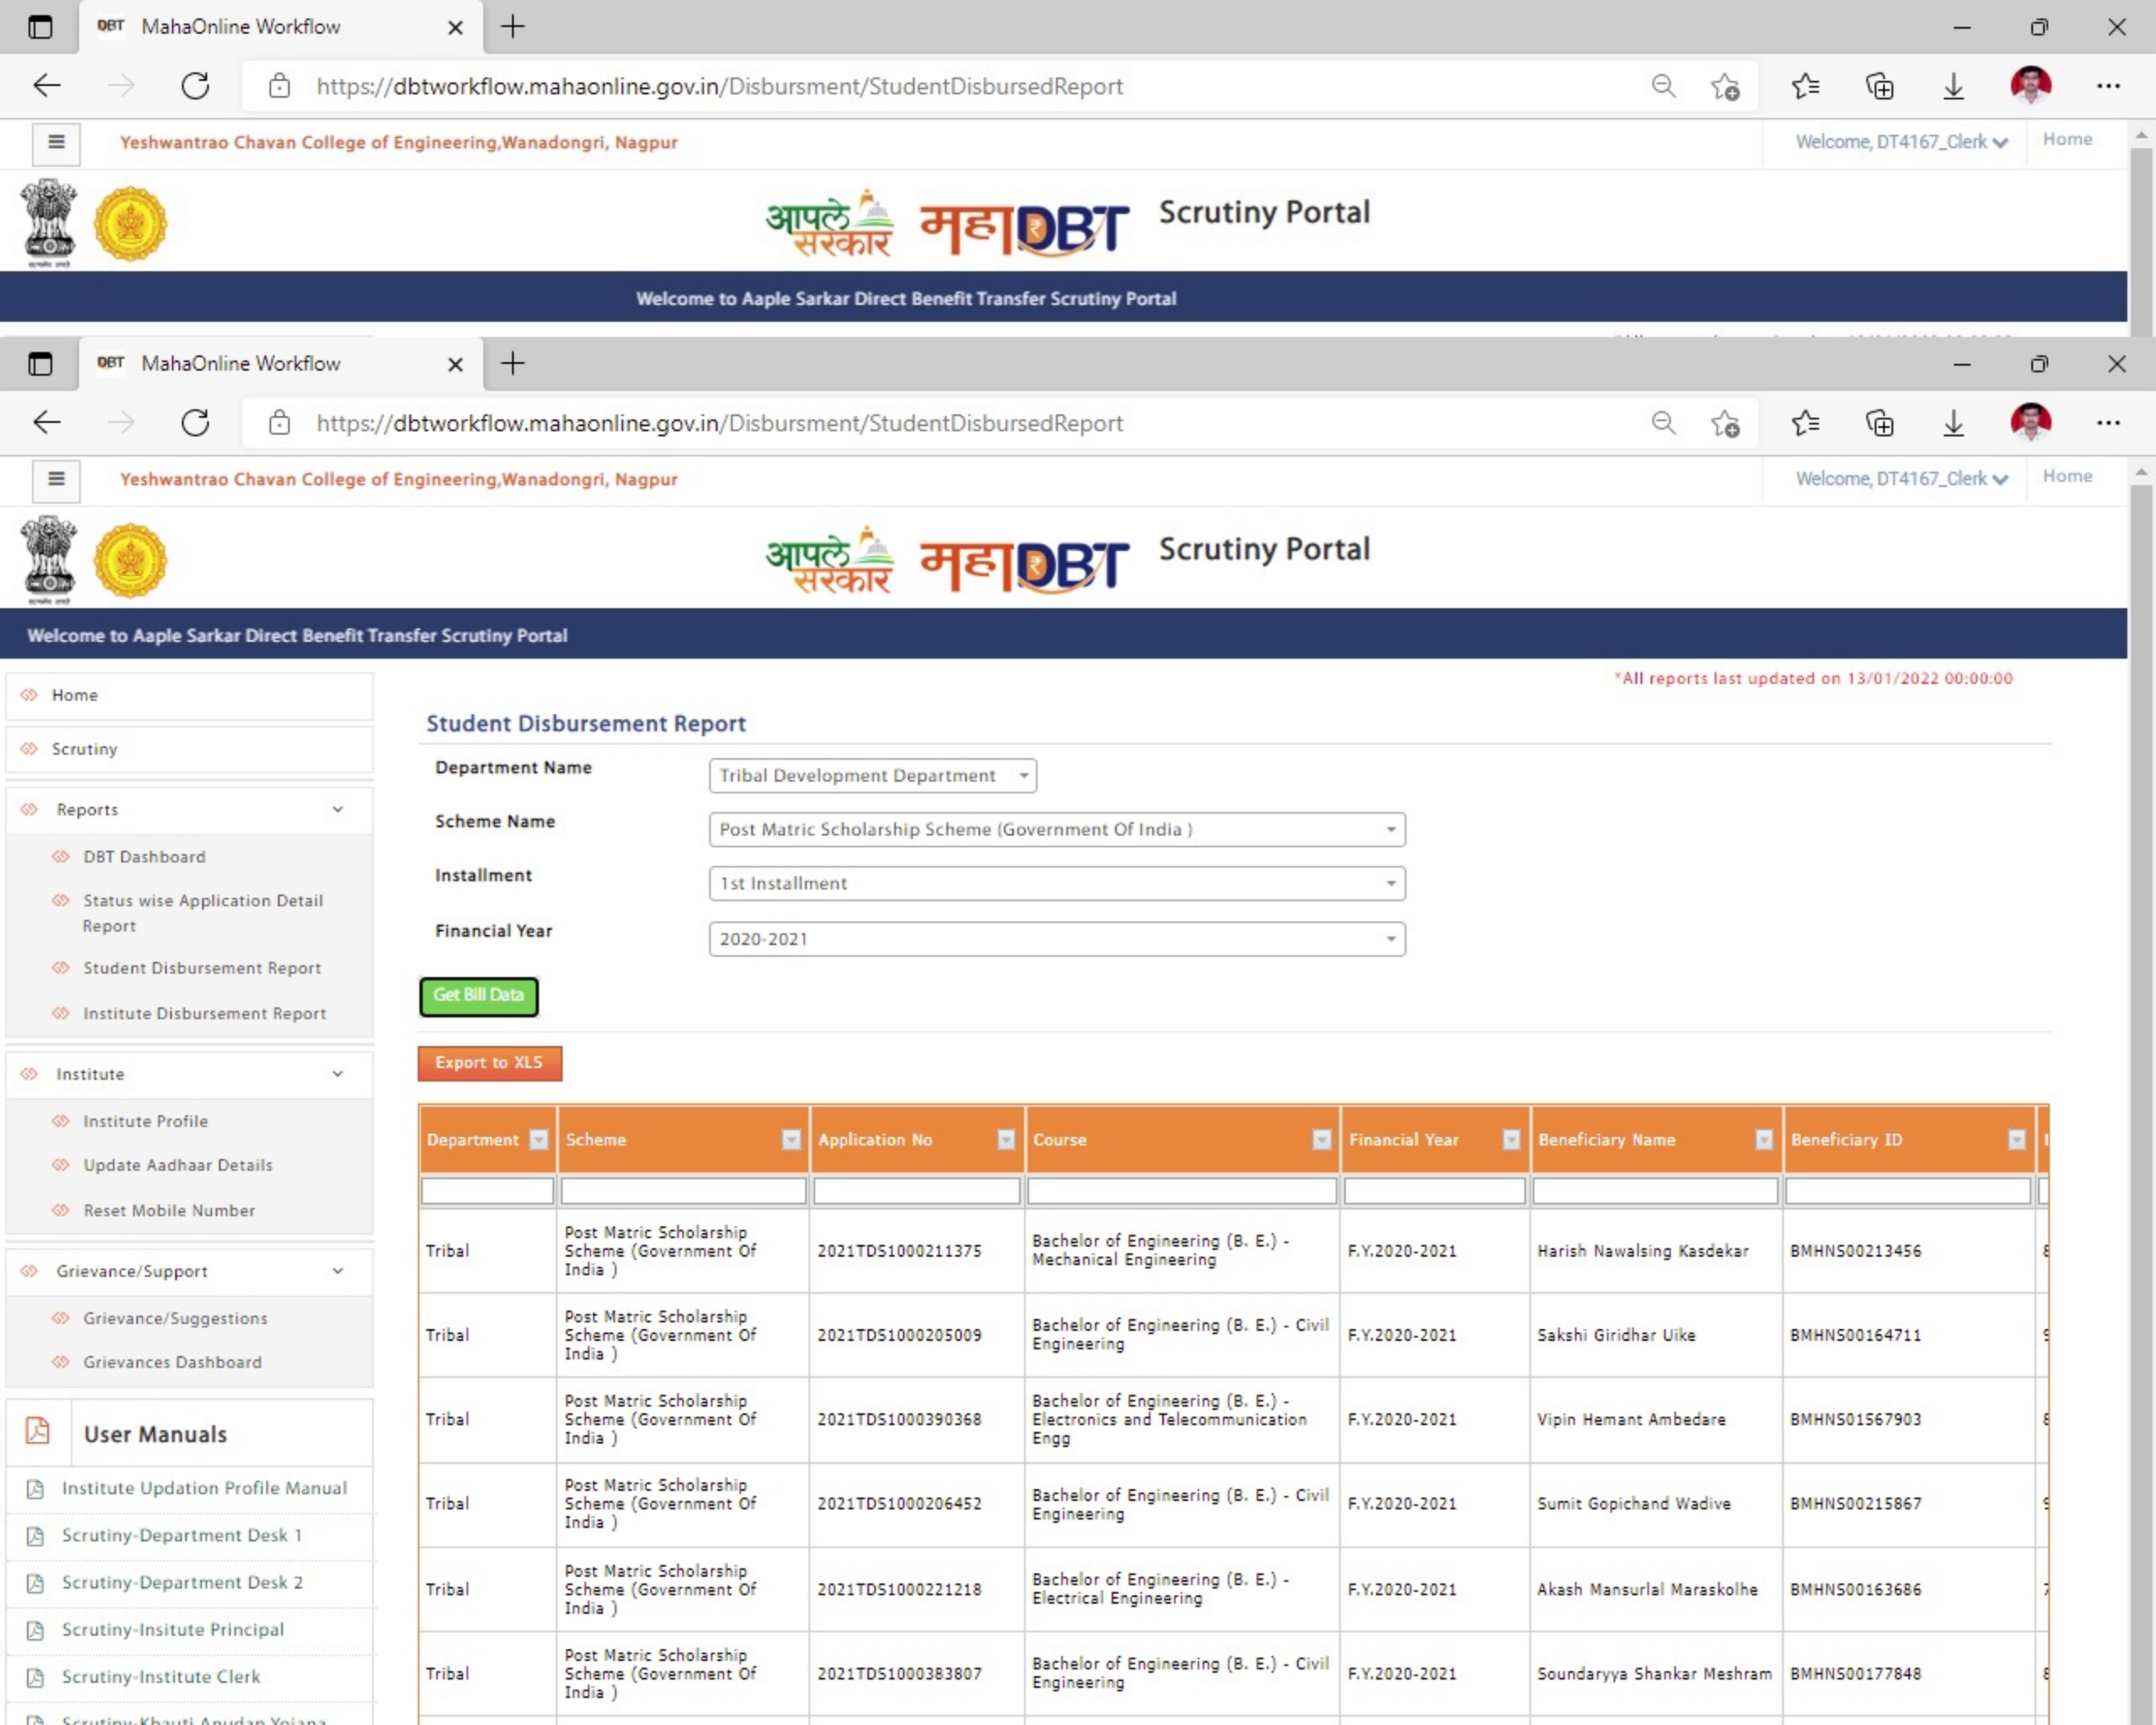 DBT MahaOnline Workflow
https://dbtworkflow.mahaonline.gov.in/Disbursment/StudentDisbursedReport
Yeshwantrao Chavan College of Engineering,Wanadongri, Nagpur
Welcome, DT4167_Clerk
Home
आपले
सरकार
महाDBT
Scrutiny Portal
Welcome to Aaple Sarkar Direct Benefit Transfer Scrutiny Portal
DBT MahaOnline Workflow
https://dbtworkflow.mahaonline.gov.in/Disbursment/StudentDisbursedReport
Yeshwantrao Chavan College of Engineering,Wanadongri, Nagpur
Welcome, DT4167_Clerk
Home
आपले
सरकार
महाDBT
Scrutiny Portal
Welcome to Aaple Sarkar Direct Benefit Transfer Scrutiny Portal
*All reports last updated on 13/01/2022 00:00:00
Home
Scrutiny
Reports
DBT Dashboard
Status wise Application Detail
Report
Student Disbursement Report
Institute Disbursement Report
Institute
Institute Profile
Update Aadhaar Details
Reset Mobile Number
Grievance/Support
Grievance/Suggestions
Grievances Dashboard
User Manuals
Institute Updation Profile Manual
Scrutiny-Department Desk 1
Scrutiny-Department Desk 2
Scrutiny-Insitute Principal
Scrutiny-Institute Clerk
Scrutiny-Khauti Anudan Yojana
Student Disbursement Report
Department Name
Tribal Development Department
Scheme Name
Post Matric Scholarship Scheme (Government Of India )
Installment
1st Installment
Financial Year
2020-2021
Get Bill Data
Export to XLS
Department Scheme Application No Course Financial Year Beneficiary Name Beneficiary ID
Tribal
Post Matric Scholarship
Scheme (Government Of
India )
2021TDS1000211375
Bachelor of Engineering (B. E.) -
Mechanical Engineering
F.Y.2020-2021
Harish Nawalsing Kasdekar
BMHNS00213456
Tribal
Post Matric Scholarship
Scheme (Government Of
India )
2021TDS1000205009
Bachelor of Engineering (B. E.) - Civil
Engineering
F.Y.2020-2021
Sakshi Giridhar Uike
BMHNS00164711
Tribal
Post Matric Scholarship
Scheme (Government Of
India )
2021TDS1000390368
Bachelor of Engineering (B. E.) -
Electronics and Telecommunication
Engg
F.Y.2020-2021
Vipin Hemant Ambedare
BMHNS01567903
Tribal
Post Matric Scholarship
Scheme (Government Of
India )
2021TDS1000206452
Bachelor of Engineering (B. E.) - Civil
Engineering
F.Y.2020-2021
Sumit Gopichand Wadive
BMHNS00215867
Tribal
Post Matric Scholarship
Scheme (Government Of
India )
2021TDS1000221218
Bachelor of Engineering (B. E.) -
Electrical Engineering
F.Y.2020-2021
Akash Mansurlal Maraskolhe
BMHNS00163686
Tribal
Post Matric Scholarship
Scheme (Government Of
India )
2021TDS1000383807
Bachelor of Engineering (B. E.) - Civil
Engineering
F.Y.2020-2021
Soundaryya Shankar Meshram
BMHNS00177848